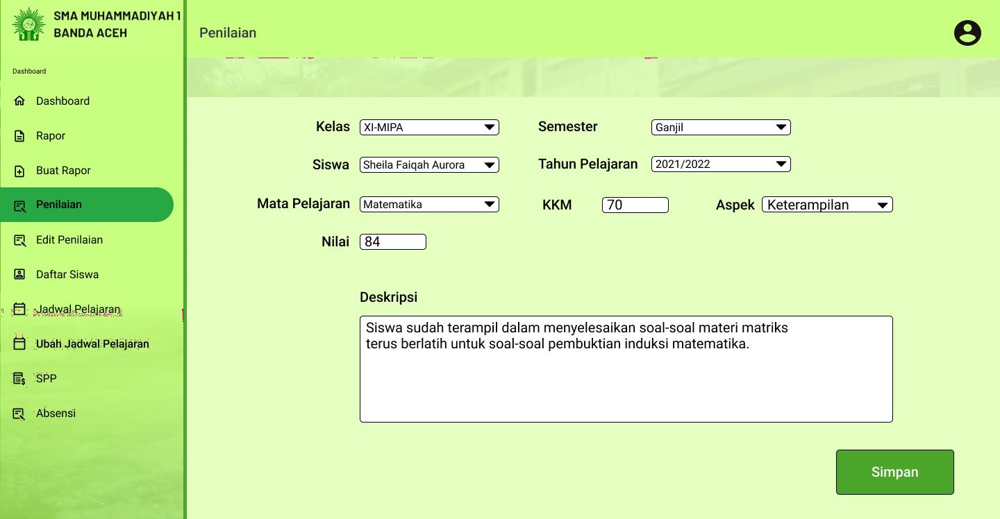 SMA MUHAMMADIYAH 1
BANDA ACEH
Penilaian
Dashboard
Dashboard
Rapor
Buat Rapor
Penilaian
Edit Penilaian
Daftar Siswa
Jadwal Pelajaran
Ubah Jadwal Pelajaran
SPP
Absensi
Kelas XI-MIPA Semester Ganjil
Siswa Sheila Faiqah Aurora Tahun Pelajaran 2021/2022
Mata Pelajaran Matematika KKM 70 Aspek Keterampilan
Nilai 84
Deskripsi
Siswa sudah terampil dalam menyelesaikan soal-soal materi matriks
terus berlatih untuk soal-soal pembuktian induksi matematika.
Simpan